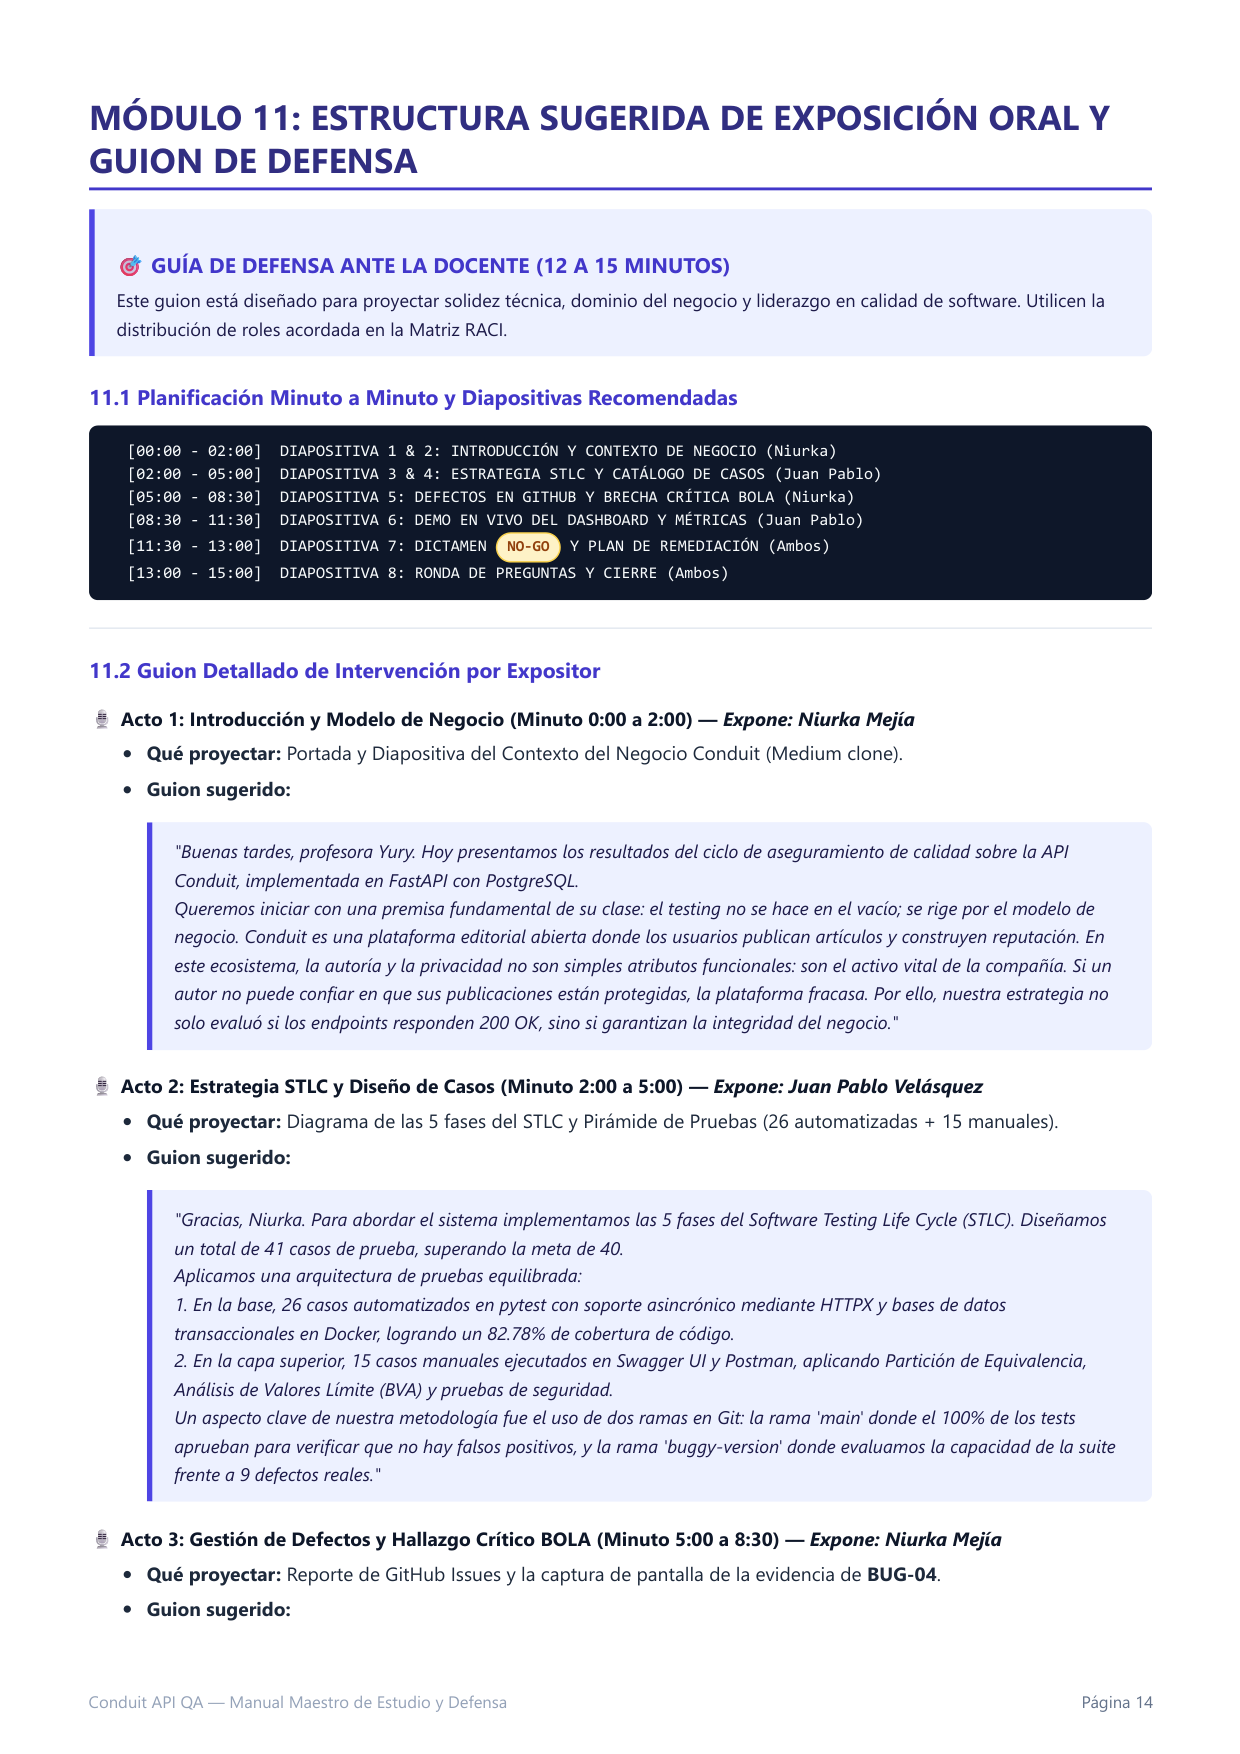 MÓDULO 11: ESTRUCTURA SUGERIDA DE EXPOSICIÓN ORAL Y
GUION DE DEFENSA
🎯 GUÍA DE DEFENSA ANTE LA DOCENTE (12 A 15 MINUTOS)
Este guion está diseñado para proyectar solidez técnica, dominio del negocio y liderazgo en calidad de software. Utilicen la
distribución de roles acordada en la Matriz RACI.
11.1 Planificación Minuto a Minuto y Diapositivas Recomendadas
[00:00 - 02:00]  DIAPOSITIVA 1 & 2: INTRODUCCIÓN Y CONTEXTO DE NEGOCIO (Niurka)
[02:00 - 05:00]  DIAPOSITIVA 3 & 4: ESTRATEGIA STLC Y CATÁLOGO DE CASOS (Juan Pablo)
[05:00 - 08:30]  DIAPOSITIVA 5: DEFECTOS EN GITHUB Y BRECHA CRÍTICA BOLA (Niurka)
[08:30 - 11:30]  DIAPOSITIVA 6: DEMO EN VIVO DEL DASHBOARD Y MÉTRICAS (Juan Pablo)
[11:30 - 13:00]  DIAPOSITIVA 7: DICTAMEN NO-GO Y PLAN DE REMEDIACIÓN (Ambos)
[13:00 - 15:00]  DIAPOSITIVA 8: RONDA DE PREGUNTAS Y CIERRE (Ambos)
11.2 Guion Detallado de Intervención por Expositor
🎙️ Acto 1: Introducción y Modelo de Negocio (Minuto 0:00 a 2:00) — Expone: Niurka Mejía
• Qué proyectar: Portada y Diapositiva del Contexto del Negocio Conduit (Medium clone).
• Guion sugerido:
"Buenas tardes, profesora Yury. Hoy presentamos los resultados del ciclo de aseguramiento de calidad sobre la API
Conduit, implementada en FastAPI con PostgreSQL.
Queremos iniciar con una premisa fundamental de su clase: el testing no se hace en el vacío; se rige por el modelo de
negocio. Conduit es una plataforma editorial abierta donde los usuarios publican artículos y construyen reputación. En
este ecosistema, la autoría y la privacidad no son simples atributos funcionales: son el activo vital de la compañía. Si un
autor no puede confiar en que sus publicaciones están protegidas, la plataforma fracasa. Por ello, nuestra estrategia no
solo evaluó si los endpoints responden 200 OK, sino si garantizan la integridad del negocio."
🎙️ Acto 2: Estrategia STLC y Diseño de Casos (Minuto 2:00 a 5:00) — Expone: Juan Pablo Velásquez
• Qué proyectar: Diagrama de las 5 fases del STLC y Pirámide de Pruebas (26 automatizadas + 15 manuales).
• Guion sugerido:
"Gracias, Niurka. Para abordar el sistema implementamos las 5 fases del Software Testing Life Cycle (STLC). Diseñamos
un total de 41 casos de prueba, superando la meta de 40.
Aplicamos una arquitectura de pruebas equilibrada:
1. En la base, 26 casos automatizados en pytest con soporte asincrónico mediante HTTPX y bases de datos
transaccionales en Docker, logrando un 82.78% de cobertura de código.
2. En la capa superior, 15 casos manuales ejecutados en Swagger UI y Postman, aplicando Partición de Equivalencia,
Análisis de Valores Límite (BVA) y pruebas de seguridad.
Un aspecto clave de nuestra metodología fue el uso de dos ramas en Git: la rama 'main' donde el 100% de los tests
aprueban para verificar que no hay falsos positivos, y la rama 'buggy-version' donde evaluamos la capacidad de la suite
frente a 9 defectos reales."
🎙️ Acto 3: Gestión de Defectos y Hallazgo Crítico BOLA (Minuto 5:00 a 8:30) — Expone: Niurka Mejía
• Qué proyectar: Reporte de GitHub Issues y la captura de pantalla de la evidencia de BUG-04.
• Guion sugerido:
Conduit API QA — Manual Maestro de Estudio y Defensa
Página 14